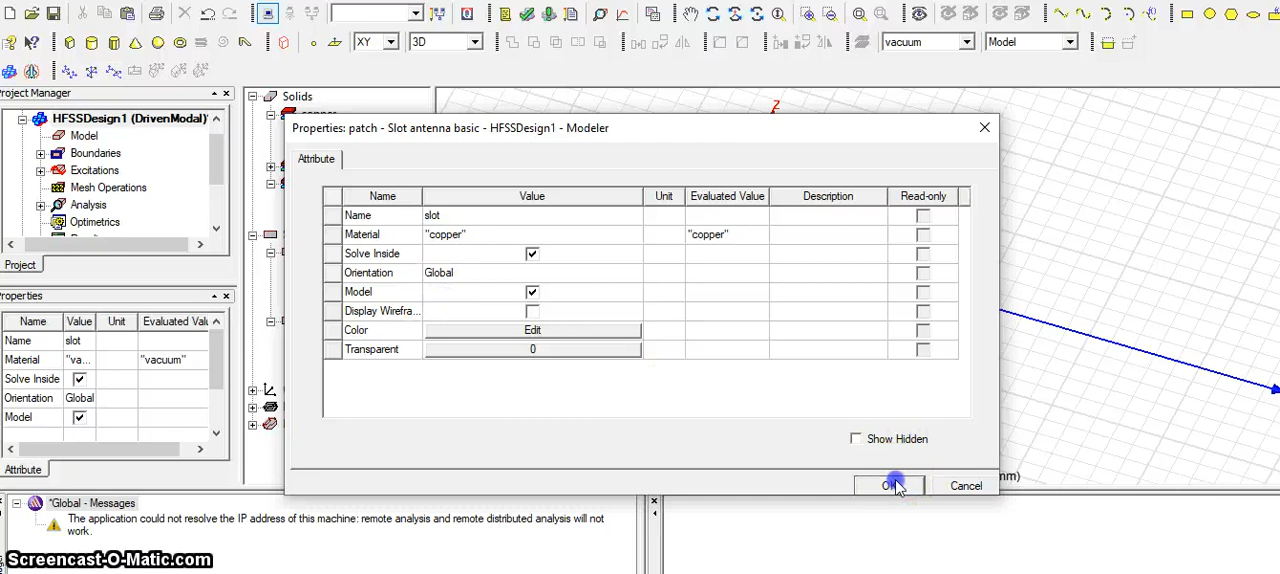 XY
3D
vacuum
Model
Project Manager
HFSSDesign1 (DrivenModal)*
Model
Boundaries
Excitations
Mesh Operations
Analysis
Optimetrics
Project
Solids
Z
Properties: patch - Slot antenna basic - HFSSDesign1 - Modeler
Attribute
Name Value Unit Evaluated Value Description Read-only
Name slot
Material "copper" "copper"
Solve Inside
Orientation Global
Model
Display Wirefra...
Color Edit
Transparent 0
Show Hidden
OK Cancel
Properties
Name Value Unit Evaluated Valu
Name slot
Material "va... "vacuum"
Solve Inside
Orientation Global
Model
Attribute
mm)
*Global - Messages
The application could not resolve the IP address of this machine: remote analysis and remote distributed analysis will not
work.
Screencast-O-Matic.com